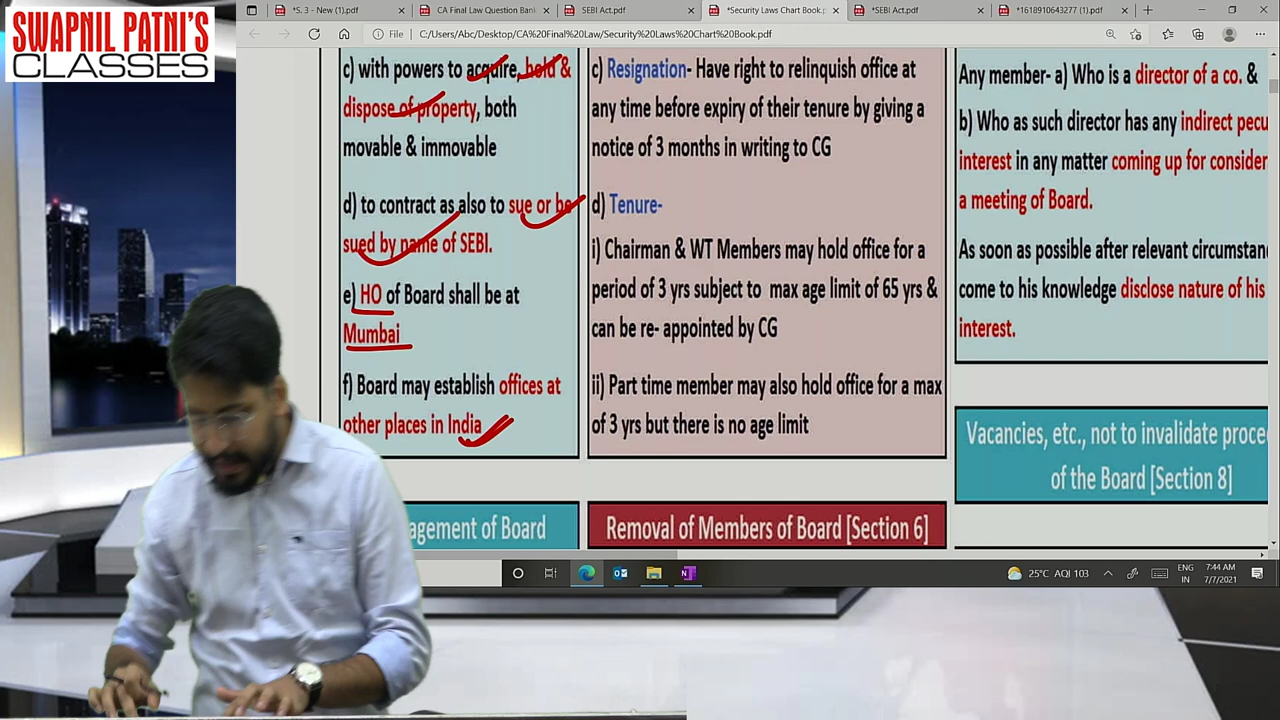 SWAPNIL PATNI'S
CLASSES
*S. 3 - New (1).pdf
CA Final Law Question Bank
SEBI Act.pdf
*Security Laws Chart Book.p
*SEBI Act.pdf
*1618910643277 (1).pdf
File
C:/Users/Abc/Desktop/CA%20Final%20Law/Security%20Laws%20Chart%20Book.pdf
c) with powers to acquire, hold &
dispose of property, both
movable & immovable
d) to contract as also to sue or be
sued by name of SEBI.
e) HO of Board shall be at
Mumbai
f) Board may establish offices at
other places in India
agement of Board
c) Resignation- Have right to relinquish office at
any time before expiry of their tenure by giving a
notice of 3 months in writing to CG
d) Tenure-
i) Chairman & WT Members may hold office for a
period of 3 yrs subject to max age limit of 65 yrs &
can be re- appointed by CG
ii) Part time member may also hold office for a max
of 3 yrs but there is no age limit
Removal of Members of Board [Section 6]
Any member- a) Who is a director of a co. &
b) Who as such director has any indirect pecu
interest in any matter coming up for consider
a meeting of Board.
As soon as possible after relevant circumstan
come to his knowledge disclose nature of his
interest.
Vacancies, etc., not to invalidate proce
of the Board [Section 8]
25°C AQI 103
ENG
IN
7:44 AM
7/7/2021